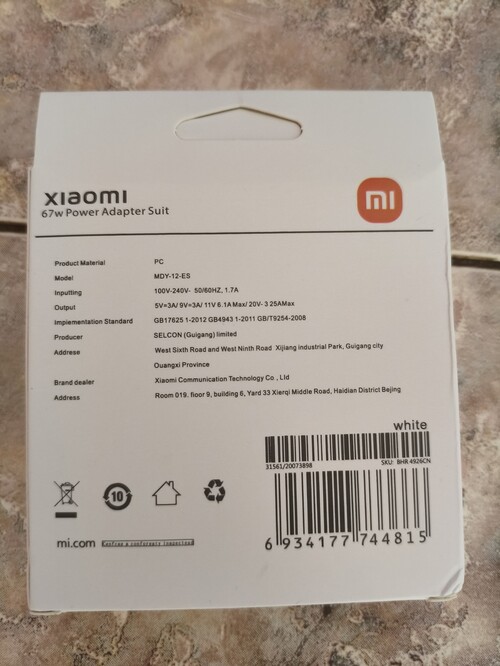 xiaomi
67w Power Adapter Suit
mi
Product Material PC
Model MDY-12-ES
Inputting 100V-240V- 50/60HZ, 1.7A
Output 5V=3A/ 9V=3A/ 11V 6.1A Max/ 20V- 3 25AMax
Implementation Standard GB17625 1-2012 GB4943 1-2011 GB/T9254-2008
Producer SELCON (Guigang) limited
Addrese West Sixth Road and West Ninth Road Xijiang industrial Park, Guigang city
Ouangxi Province
Brand dealer Xiaomi Communication Technology Co , Ltd
Address Room 019. floor 9, building 6, Yard 33 Xierqi Middle Road, Haidian District Bejing
white
31561/20073898 SKU: BHR 4926CN
10
mi.com
6 934177 744815